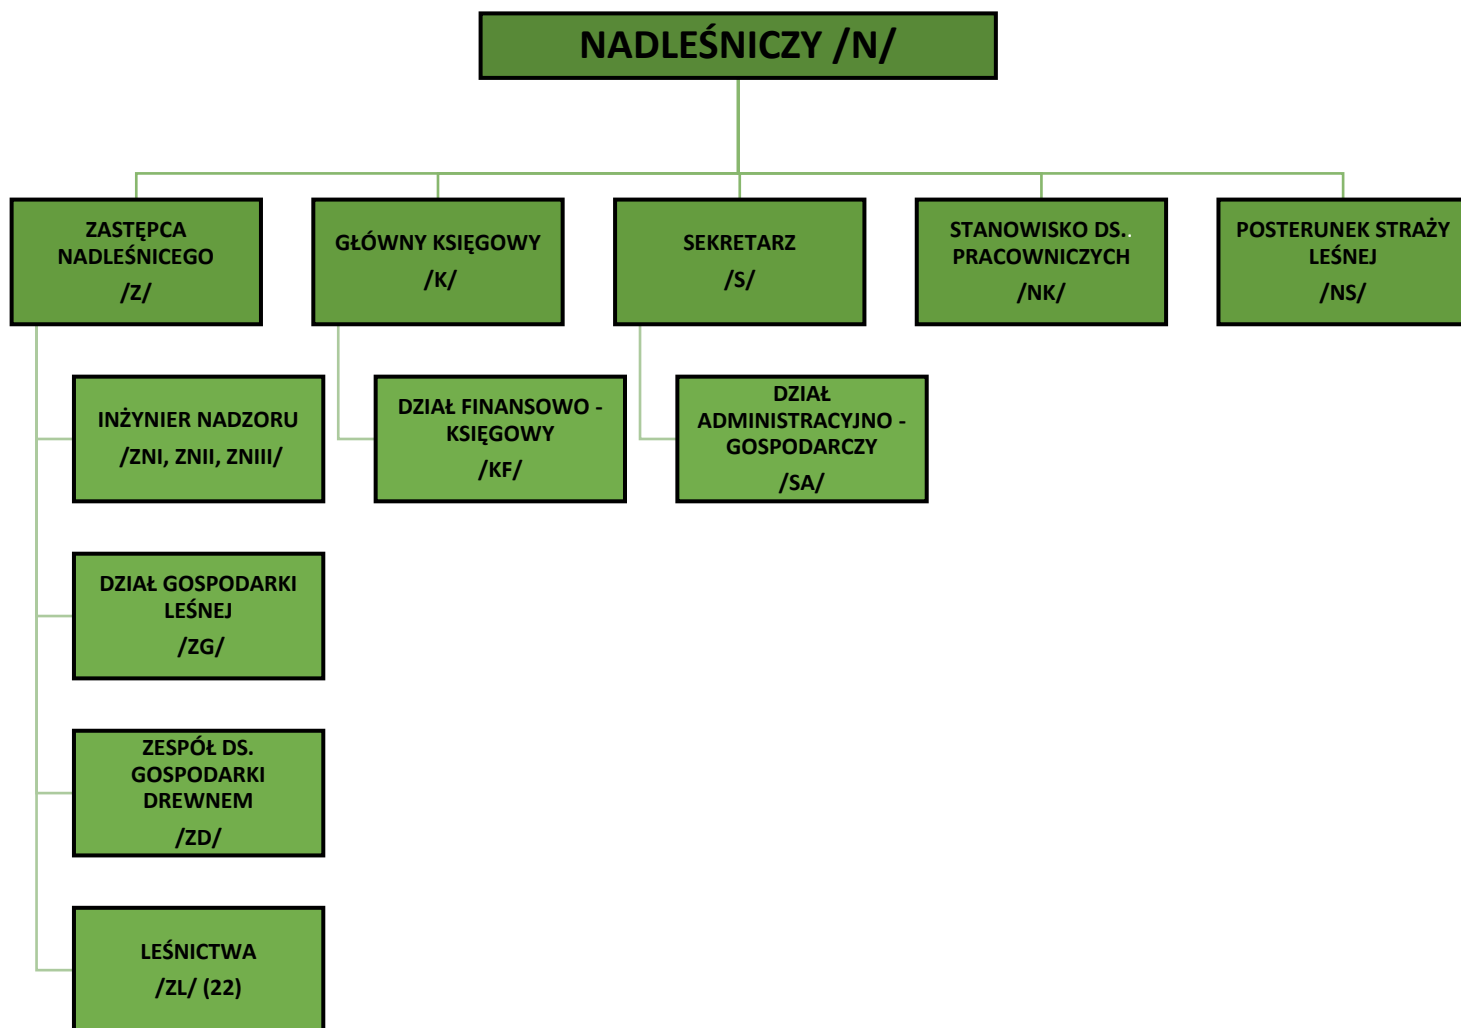 NADLEŚNICZY /N/
ZASTĘPCA
NADLEŚNICEGO
/Z/
GŁÓWNY KSIĘGOWY
/K/
SEKRETARZ
/S/
STANOWISKO DS..
PRACOWNICZYCH
/NK/
POSTERUNEK STRAŻY
LEŚNEJ
/NS/
INŻYNIER NADZORU
/ZNI, ZNII, ZNIII/
DZIAŁ FINANSOWO -
KSIĘGOWY
/KF/
DZIAŁ
ADMINISTRACYJNO -
GOSPODARCZY
/SA/
DZIAŁ GOSPODARKI
LEŚNEJ
/ZG/
ZESPÓŁ DS.
GOSPODARKI
DREWNEM
/ZD/
LEŚNICTWA
/ZL/ (22)